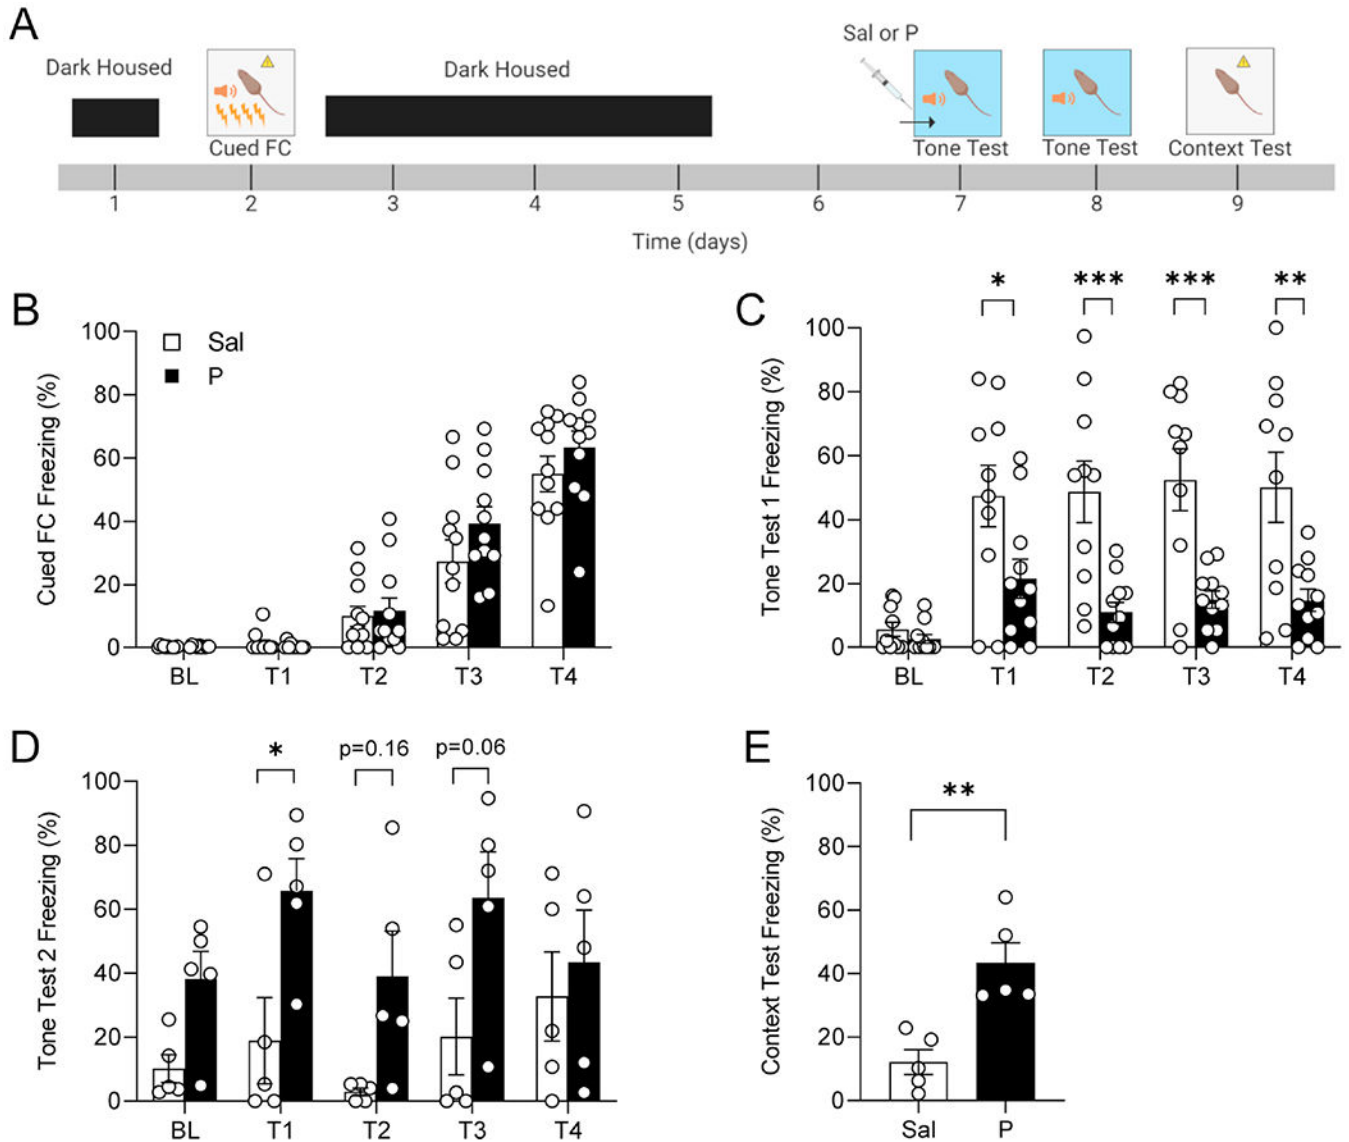 A
Sal or P
Dark Housed
Dark Housed
Cued FC
Tone Test
Tone Test
Context Test
1 2 3 4 5 6 7 8 9
Time (days)
B
Cued FC Freezing (%)
100
80
60
40
20
0
Sal
P
BL T1 T2 T3 T4
C
Tone Test 1 Freezing (%)
* *** *** **
100
80
60
40
20
0
BL T1 T2 T3 T4
D
Tone Test 2 Freezing (%)
* p=0.16 p=0.06
100
80
60
40
20
0
BL T1 T2 T3 T4
E
Context Test Freezing (%)
**
100
80
60
40
20
0
Sal P